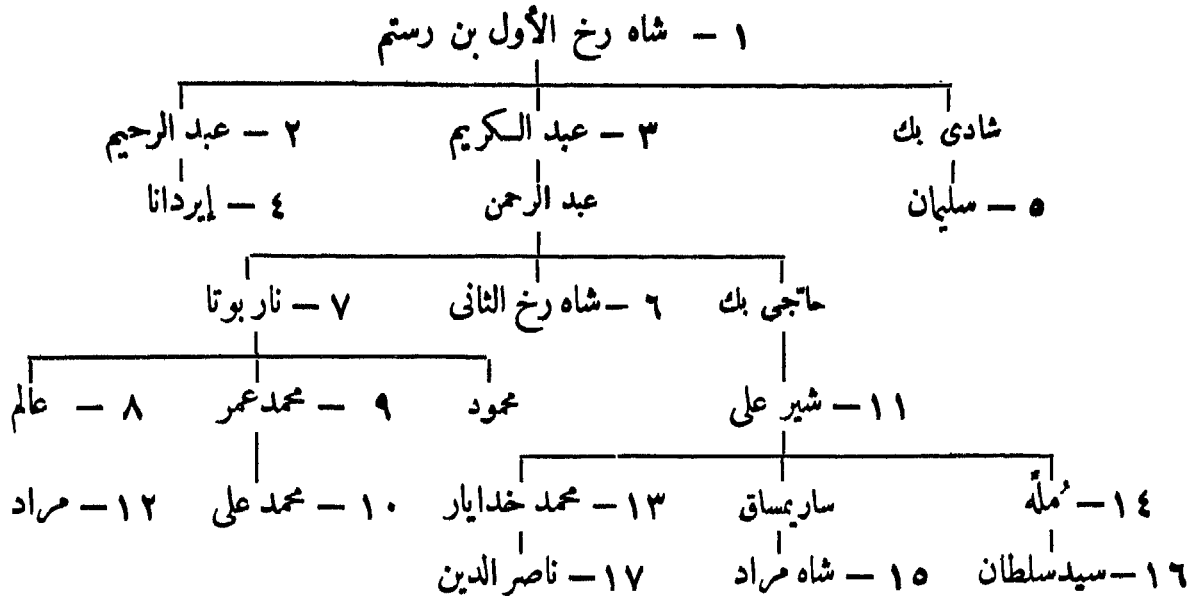 ١ – شاه رخ الأول بن رستم
شادى بك ٣ – عبد الكريم ٢ – عبد الرحيم
٥ – سليمان عبد الرحمن ٤ – إيردانا
حاجى بك ٦ – شاه رخ الثانى ٧ – نار بوتا
١١ – شير على محمود ٩ – محمد عمر ٨ – عالم
١٤ – مُلَّه ساريمساق ١٣ – محمد خدايار ١٠ – محمد على ١٢ – مراد
١٦ – سيد سلطان ١٥ – شاه مراد ١٧ – ناصر الدين